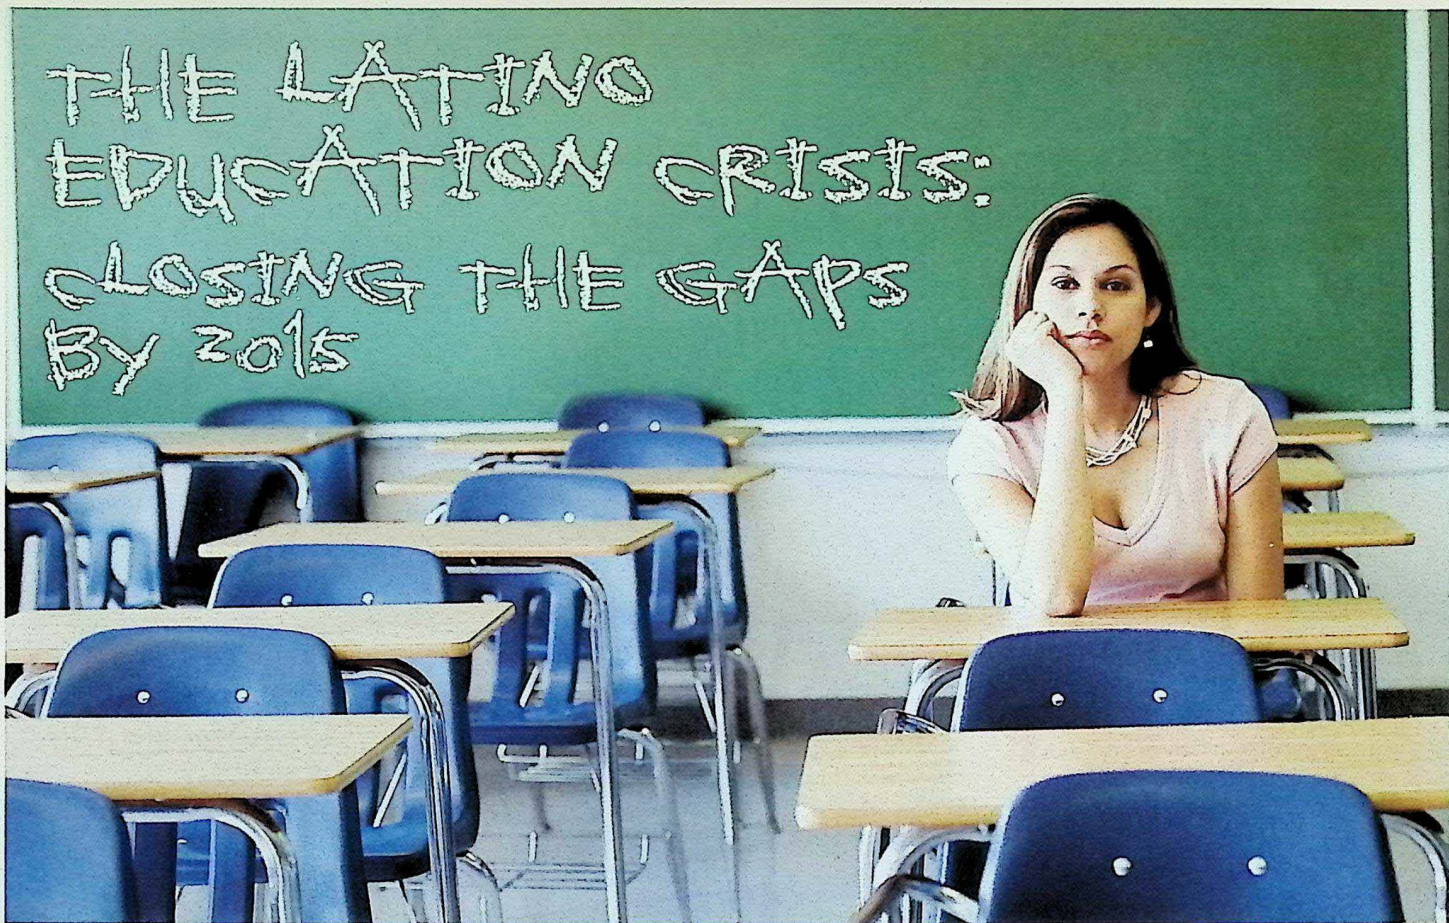 THE LATINO
EDUCATION CRISIS:
CLOSING THE GAPS
BY 2015